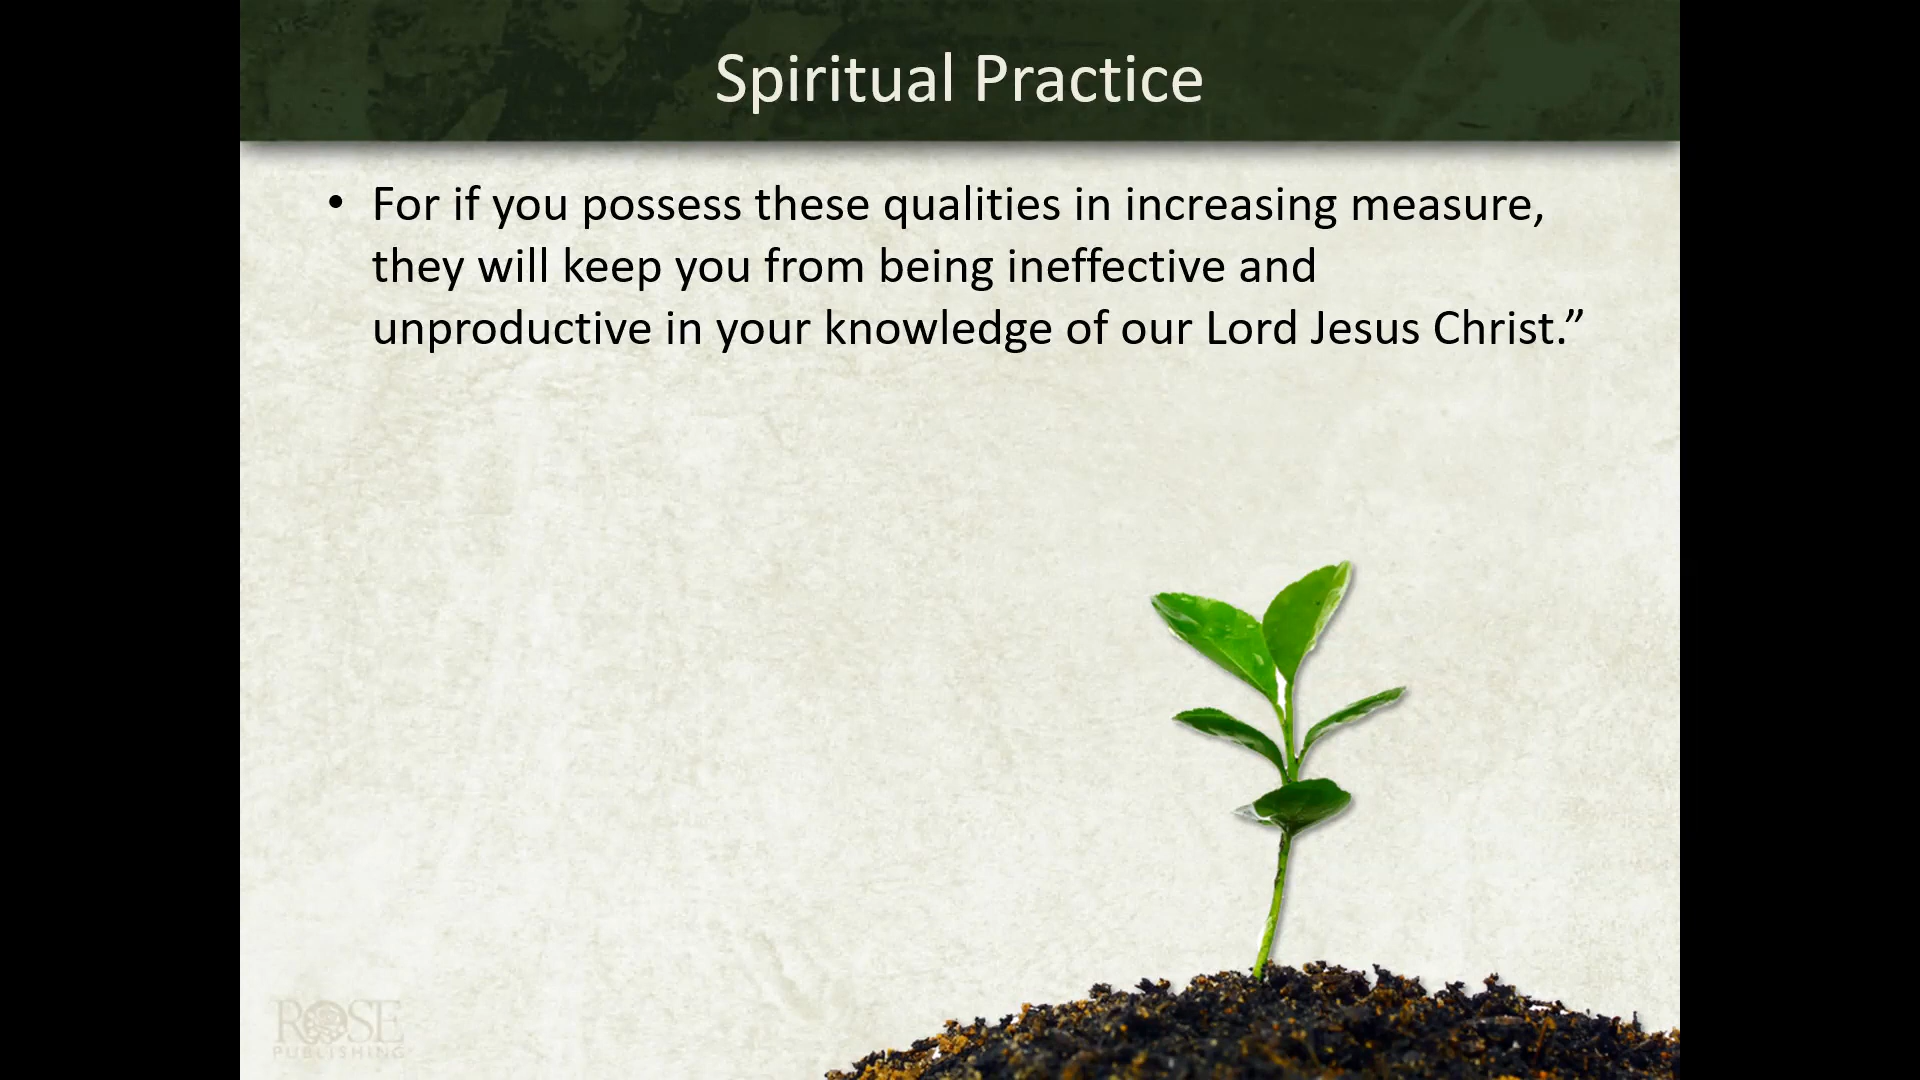 Spiritual Practice
• For if you possess these qualities in increasing measure,
they will keep you from being ineffective and
unproductive in your knowledge of our Lord Jesus Christ.”
ROSE
PUBLISHING